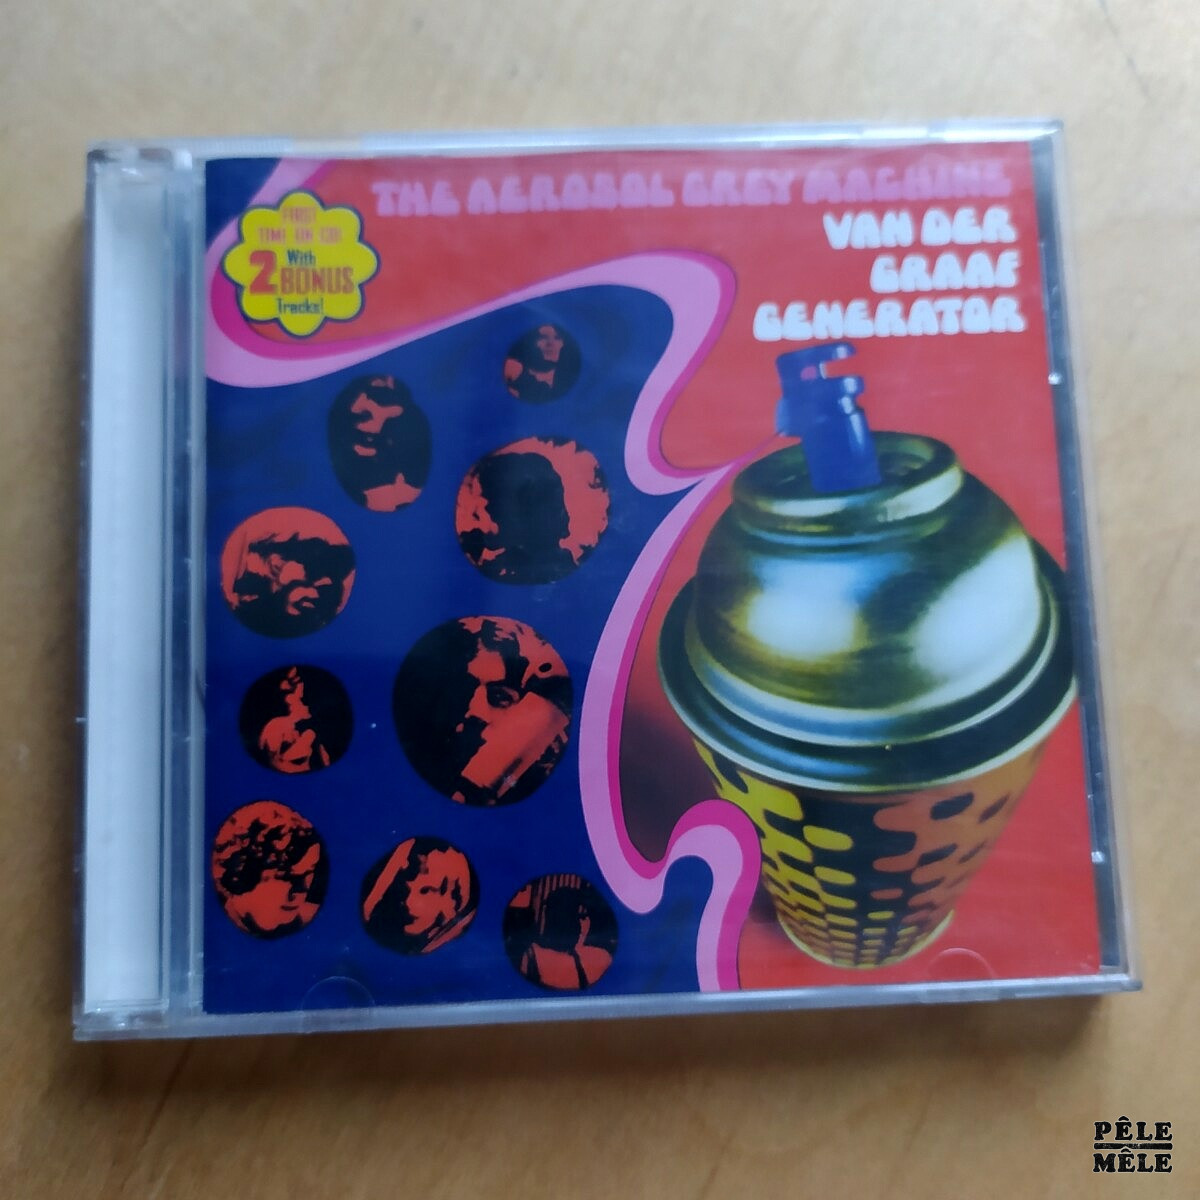 THE AEROSOL GREY MACHINE
VAN DER
GRAAF
GENERATOR
FIRST
TIME ON CD!
With
2 BONUS
Tracks!
PÊLE
MÊLE